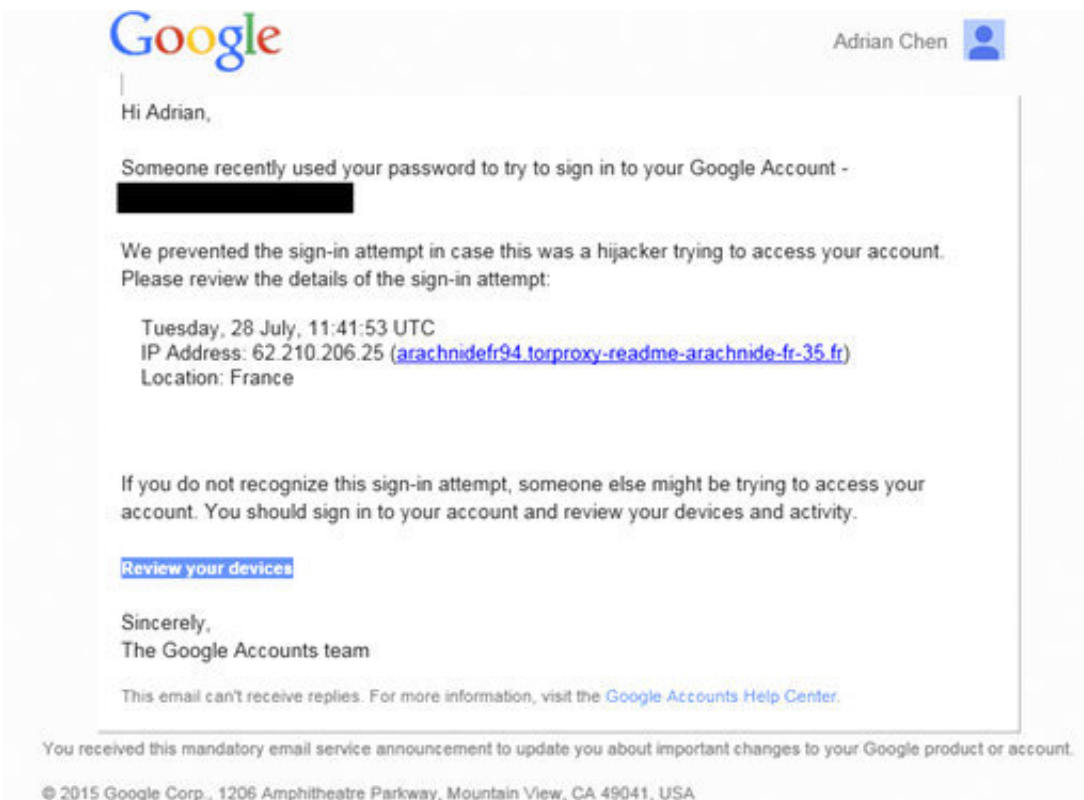 Google
Adrian Chen
Hi Adrian,
Someone recently used your password to try to sign in to your Google Account -
We prevented the sign-in attempt in case this was a hijacker trying to access your account.
Please review the details of the sign-in attempt:
Tuesday, 28 July, 11:41:53 UTC
IP Address: 62.210.206.25 (arachnidefr94.torproxy-readme-arachnide-fr-35.fr)
Location: France
If you do not recognize this sign-in attempt, someone else might be trying to access your
account. You should sign in to your account and review your devices and activity.
Review your devices
Sincerely,
The Google Accounts team
This email can't receive replies. For more information, visit the Google Accounts Help Center.
You received this mandatory email service announcement to update you about important changes to your Google product or account.
© 2015 Google Corp., 1206 Amphitheatre Parkway, Mountain View, CA 49041, USA